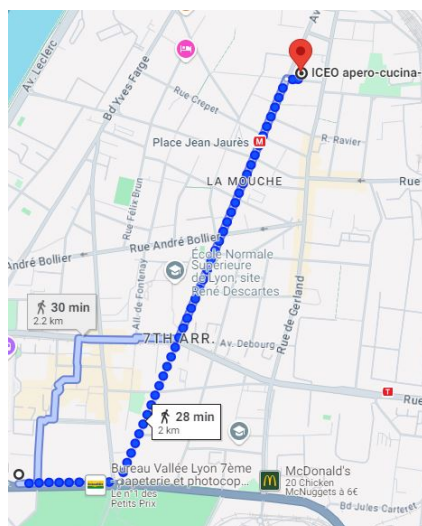 Av. Leclerc
Bd Yves Farge
ICEO apero-cucina-
Rue Crepet
R. Ravier
Place Jean Jaurès
M
LA MOUCHE
Rue
Rue Félix Brun
Rue André Bollier
André Bollier
École Normale
Supérieure
de Lyon, site
René Descartes
All. de Fontenay
Rue de Gerland
30 min
2.2 km
7TH ARR.
Av. Debourg
T
Rue
28 min
2 km
Bureau Vallée Lyon 7ème
- papeterie et photocop...
Le n°1 des
Petits Prix
McDonald's
20 Chicken
McNuggets à 6€
Bd Jules Carteret